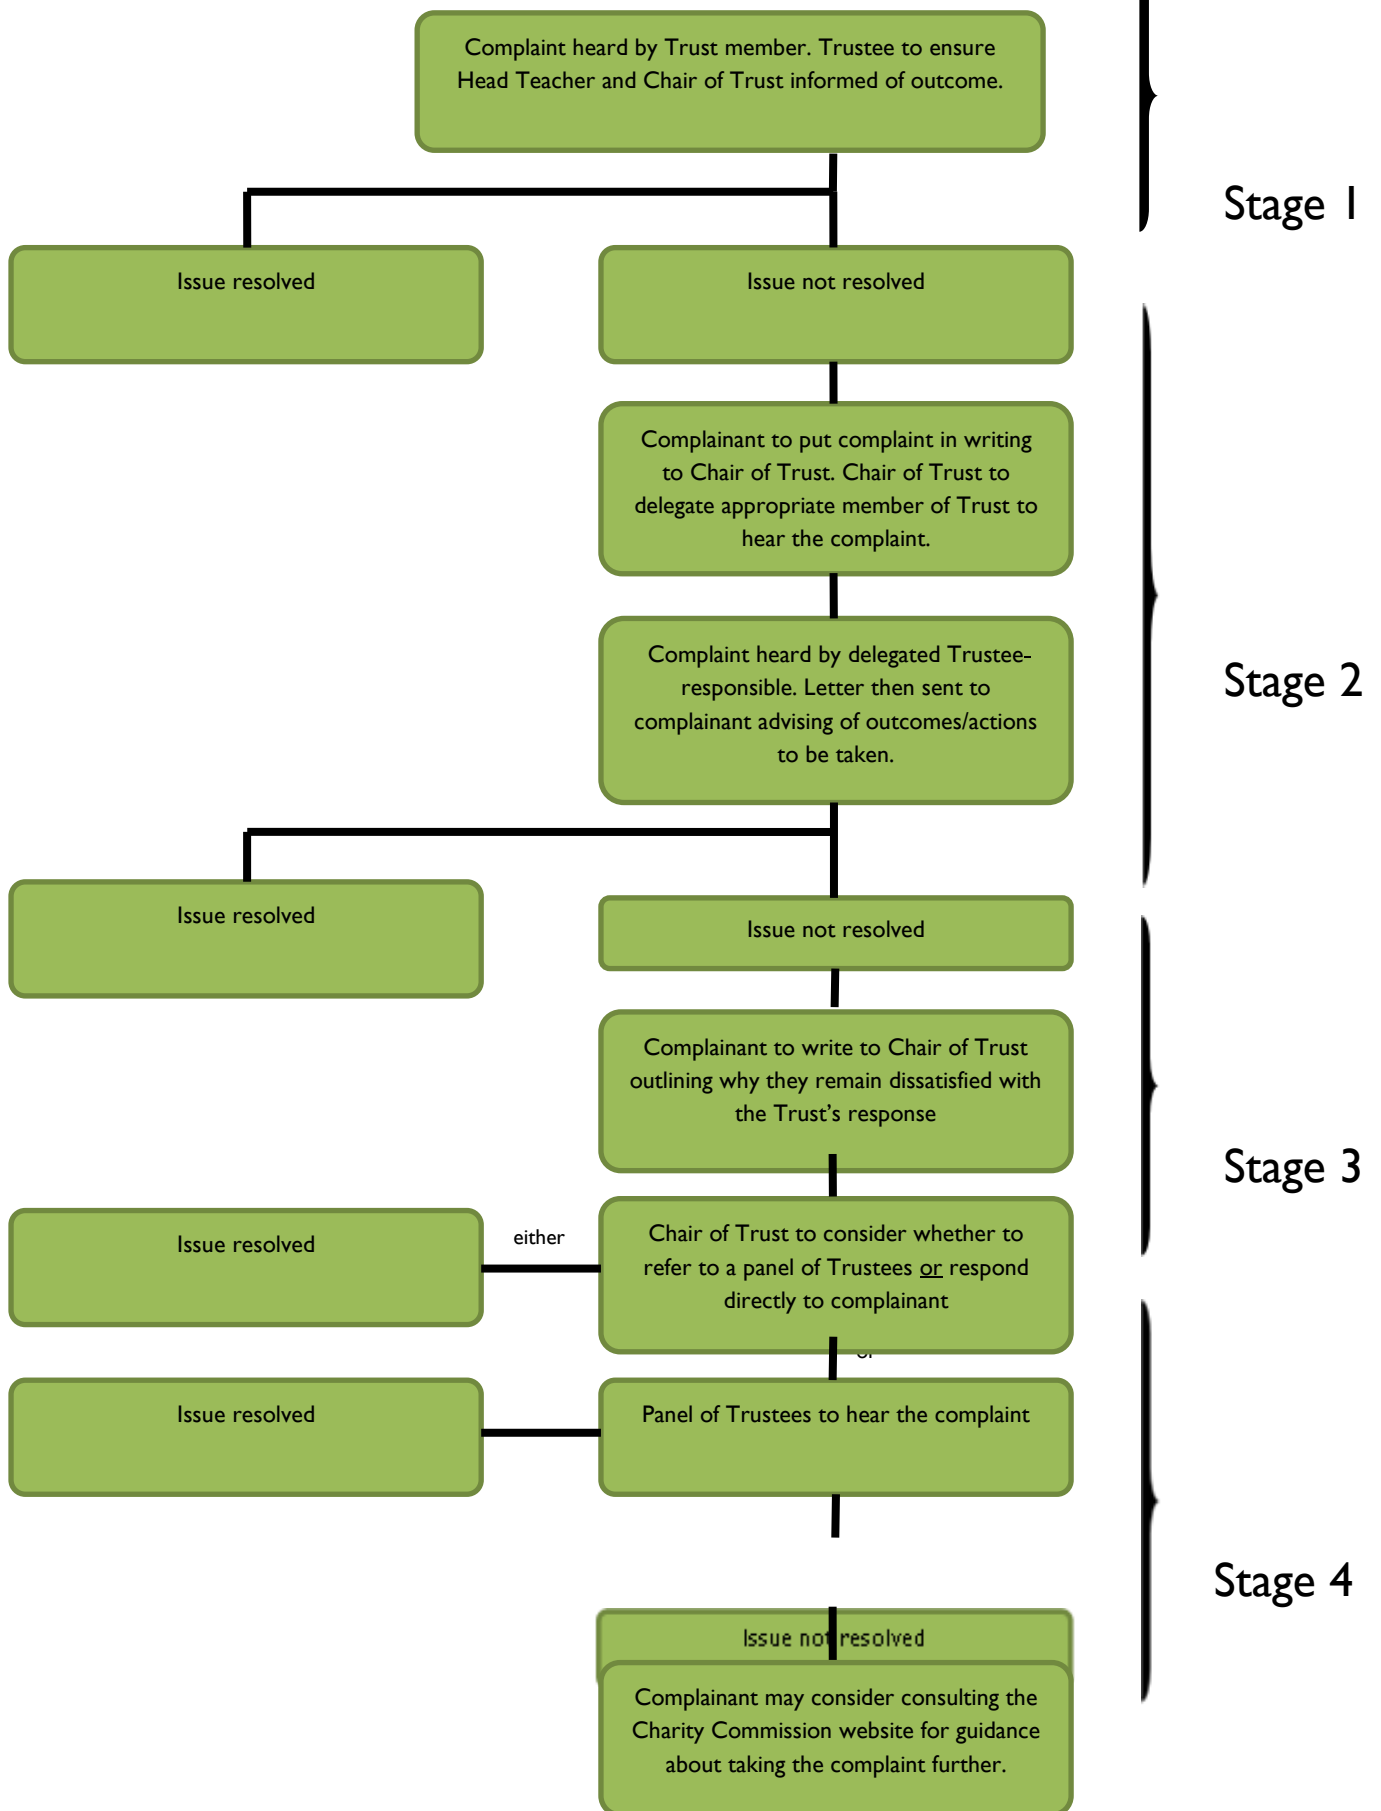 Complaint heard by Trust member. Trustee to ensure
Head Teacher and Chair of Trust informed of outcome.
Stage 1
Issue resolved
Issue not resolved
Complainant to put complaint in writing
to Chair of Trust. Chair of Trust to
delegate appropriate member of Trust to
hear the complaint.
Complaint heard by delegated Trustee-
responsible. Letter then sent to
complainant advising of outcomes/actions
to be taken.
Stage 2
Issue resolved
Issue not resolved
Complainant to write to Chair of Trust
outlining why they remain dissatisfied with
the Trust’s response
Stage 3
Issue resolved
either
Chair of Trust to consider whether to
refer to a panel of Trustees or respond
directly to complainant
Issue resolved
Panel of Trustees to hear the complaint
Stage 4
Issue not resolved
Complainant may consider consulting the
Charity Commission website for guidance
about taking the complaint further.